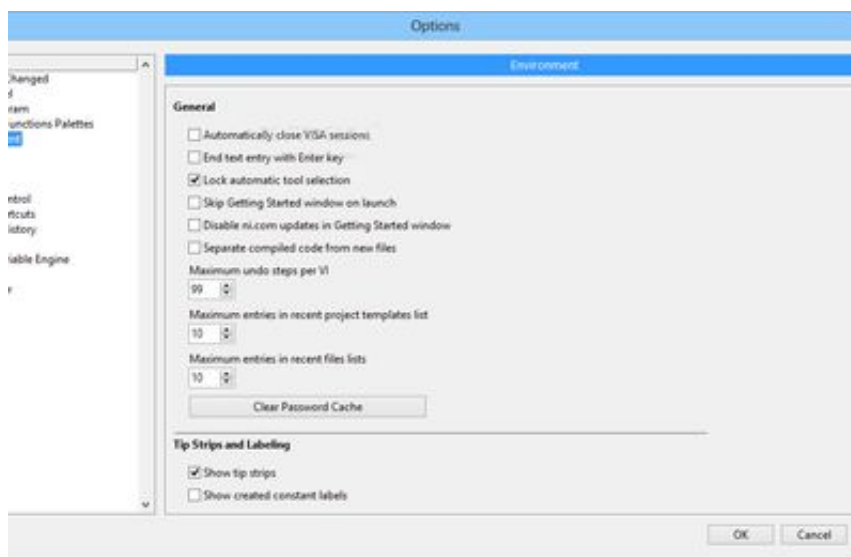 Options
Changed
Functions Palettes
Environment
General
Automatically close VISA sessions
End text entry with Enter key
Lock automatic tool selection
Skip Getting Started window on launch
Disable ni.com updates in Getting Started window
Separate compiled code from new files
Maximum undo steps per VI
99
Maximum entries in recent project templates list
10
Maximum entries in recent files lists
10
Clear Password Cache
Tip Strips and Labeling
Show tip strips
Show created constant labels
OK Cancel
ntrol
rtcuts
istory
iable Engine